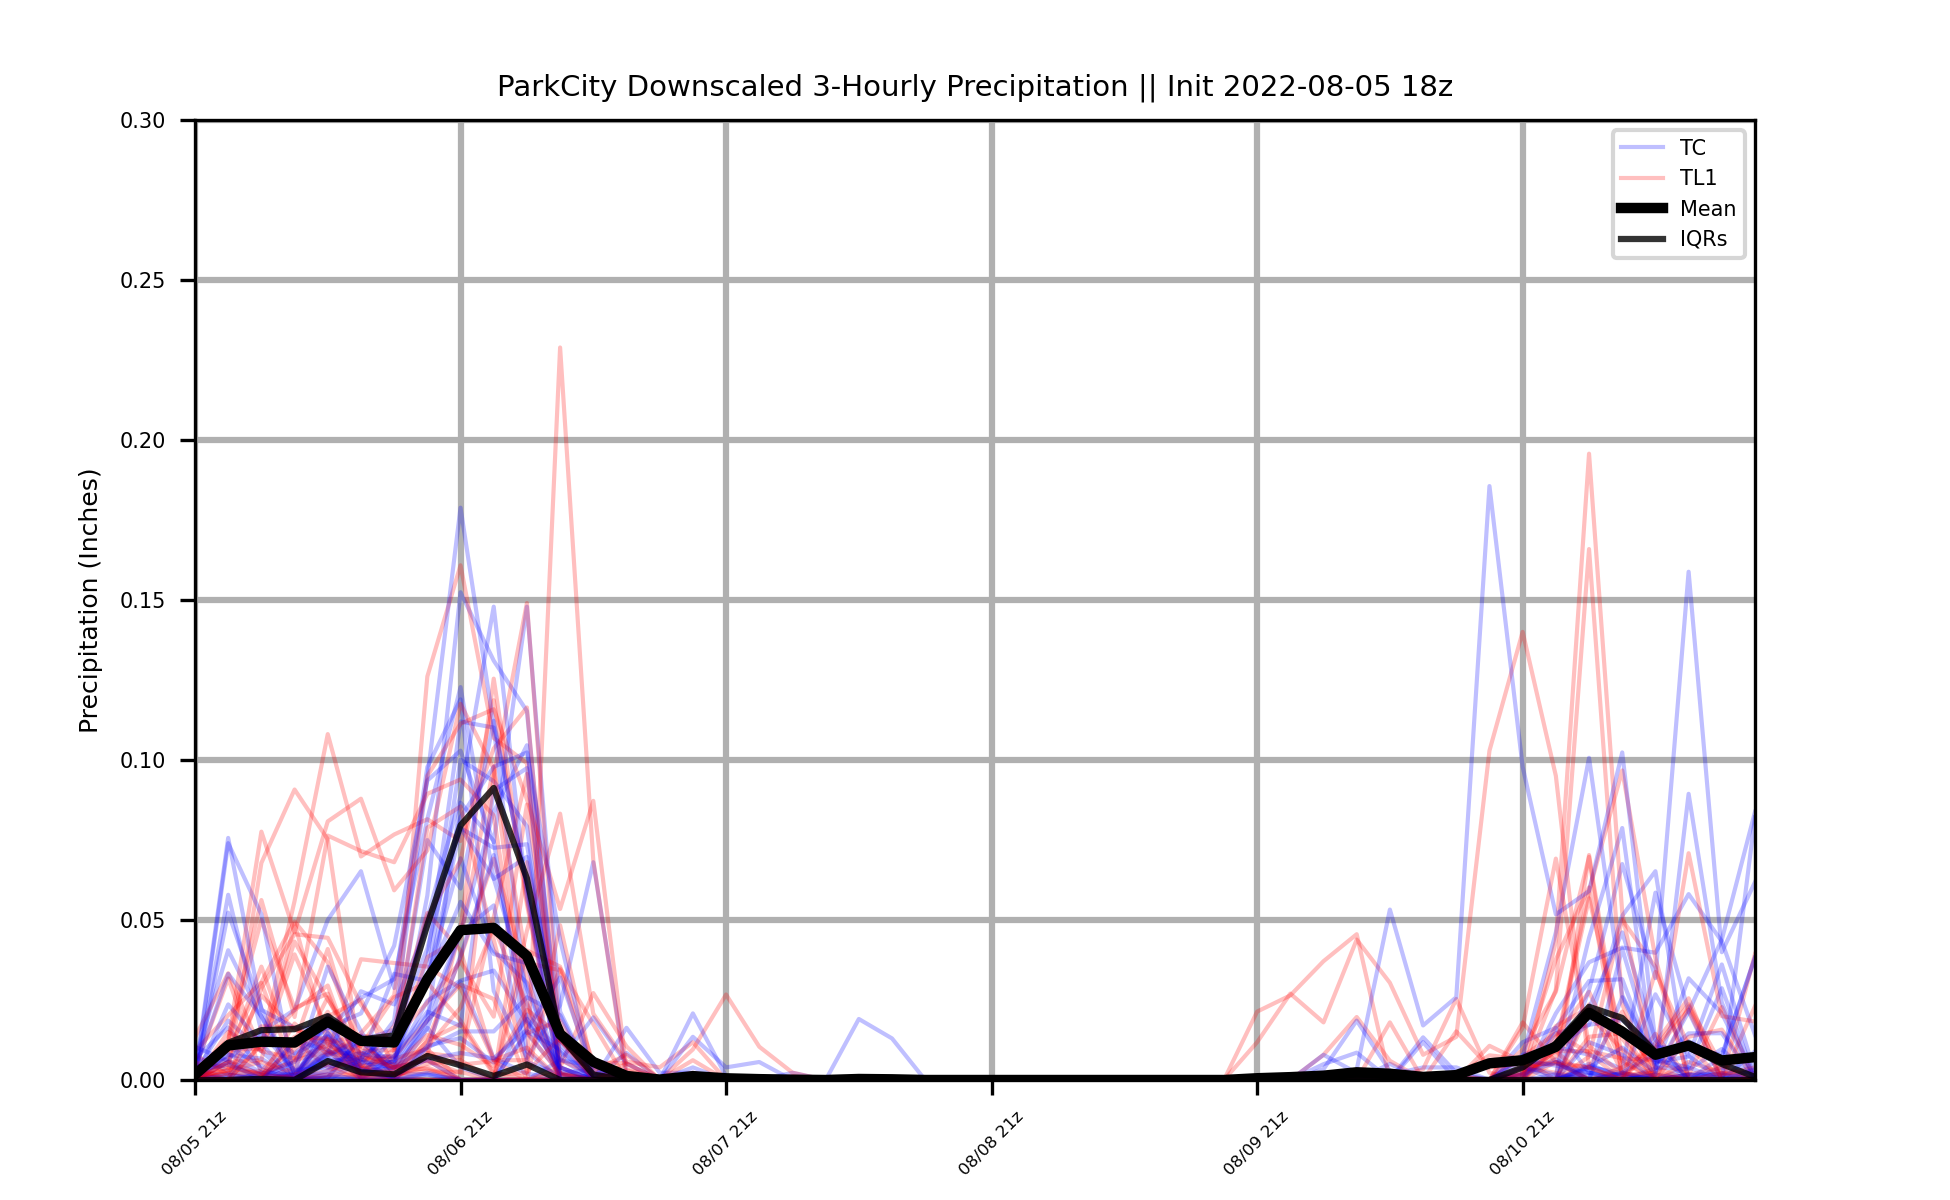 ParkCity Downscaled 3-Hourly Precipitation || Init 2022-08-05 18z
TC
TL1
Mean
IQRs
Precipitation (Inches)
0.30
0.25
0.20
0.15
0.10
0.05
0.00
08/05 21z
08/06 21z
08/07 21z
08/08 21z
08/09 21z
08/10 21z